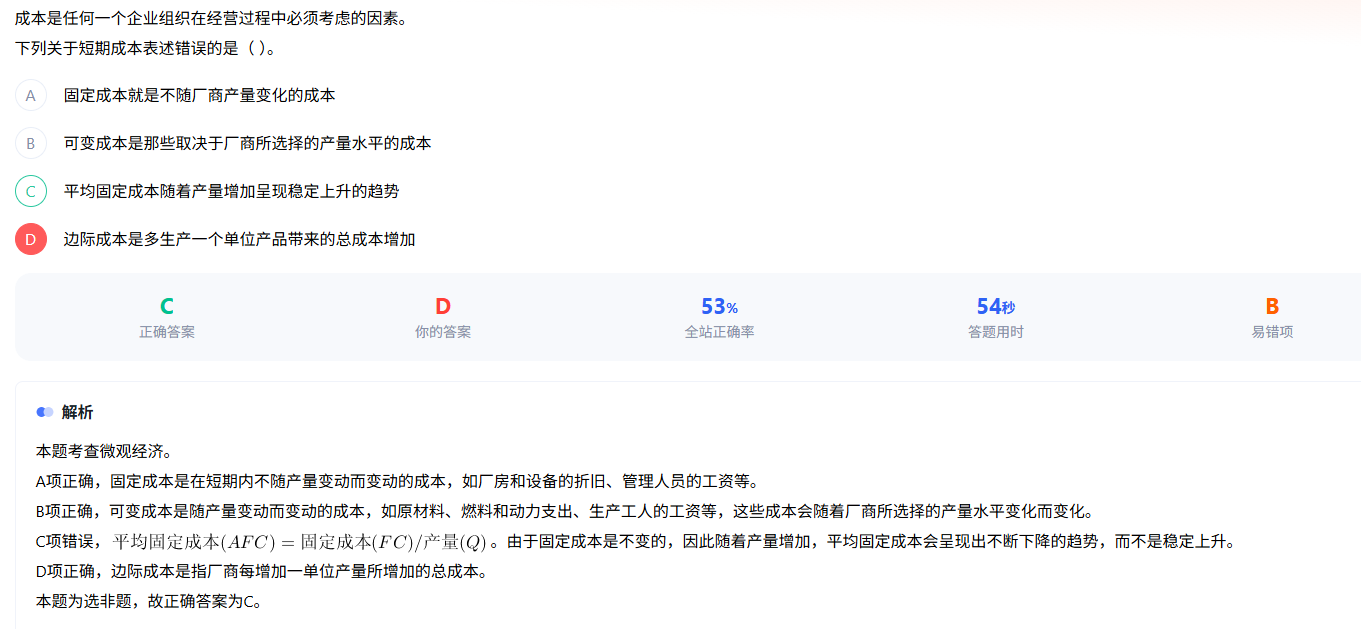 成本是任何一个企业组织在经营过程中必须考虑的因素。
下列关于短期成本表述错误的是（ ）。
A 固定成本就是不随厂商产量变化的成本
B 可变成本是那些取决于厂商所选择的产量水平的成本
C 平均固定成本随着产量增加呈现稳定上升的趋势
D 边际成本是多生产一个单位产品带来的总成本增加
C D 53% 54秒 B
正确答案 你的答案 全站正确率 答题用时 易错项
解析
本题考查微观经济。
A项正确，固定成本是在短期内不随产量变动而变动的成本，如厂房和设备的折旧、管理人员的工资等。
B项正确，可变成本是随产量变动而变动的成本，如原材料、燃料和动力支出、生产工人的工资等，这些成本会随着厂商所选择的产量水平变化而变化。
C项错误，平均固定成本(AFC) = 固定成本(FC)/产量(Q)。由于固定成本是不变的，因此随着产量增加，平均固定成本会呈现出不断下降的趋势，而不是稳定上升。
D项正确，边际成本是指厂商每增加一单位产量所增加的总成本。
本题为选非题，故正确答案为C。